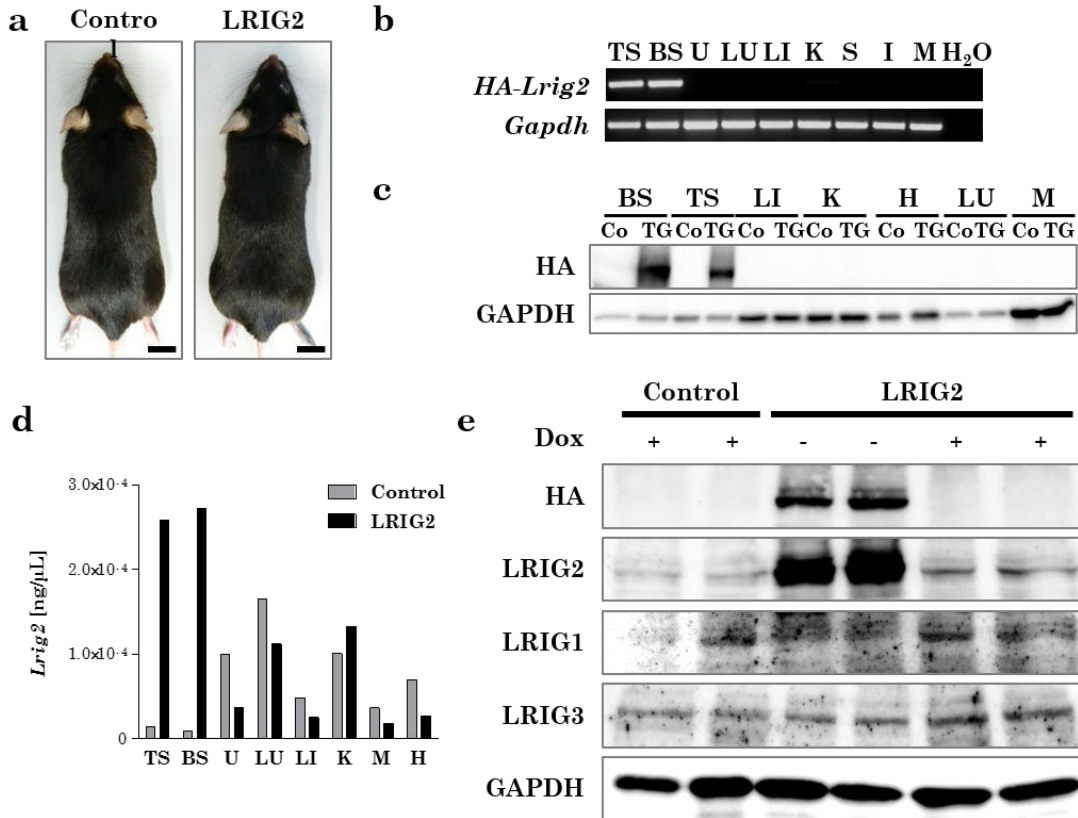 a
Contro
l
LRIG2
b
TS BS U LU LI K S I M H₂O
HA-Lrig2
Gapdh
c
BS TS LI K H LU M
Co TG Co TG Co TG Co TG Co TG Co TG Co TG
HA
GAPDH
d
3.0x10⁻⁴
2.0x10⁻⁴
1.0x10⁻⁴
0
Lrig2 [ng/µL]
Control
LRIG2
TS BS U LU LI K M H
e
Control LRIG2
Dox + + - - + +
HA
LRIG2
LRIG1
LRIG3
GAPDH